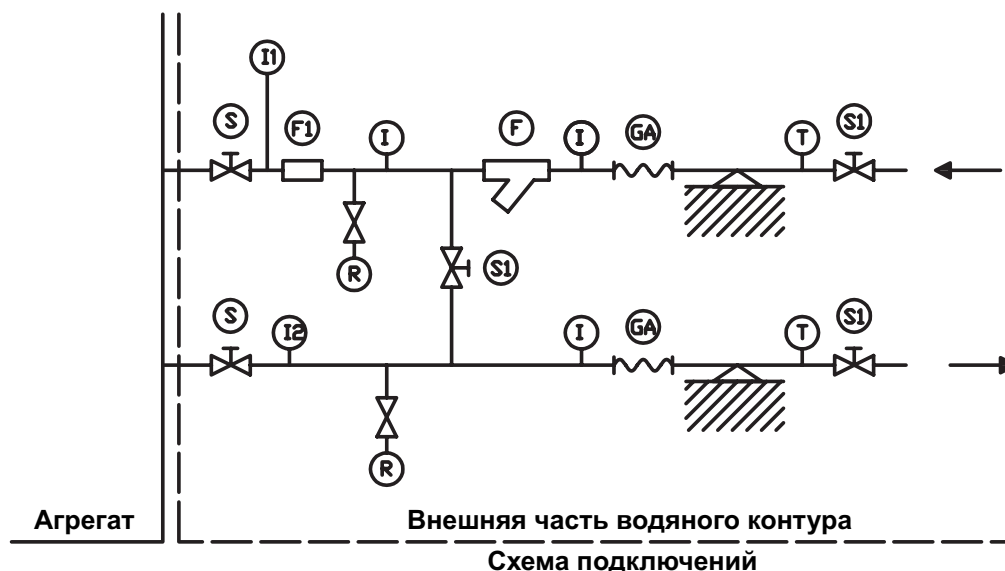 I1
S
F1
I
F
I
GA
T
S1
R
S1
S
I2
I
GA
T
S1
R
Агрегат
Внешняя часть водяного контура
Схема подключений